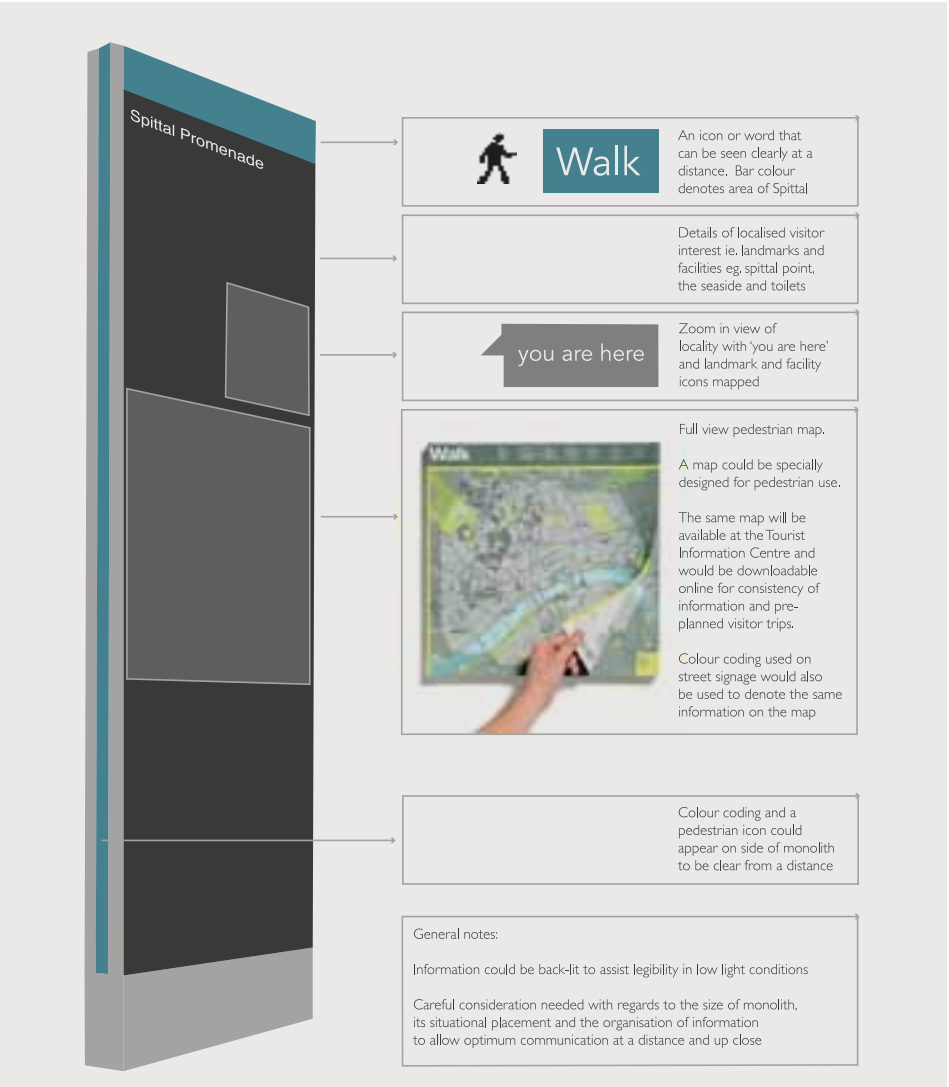 Spittal Promenade
Walk
An icon or word that
can be seen clearly at a
distance. Bar colour
denotes area of Spittal
Details of localised visitor
interest ie. landmarks and
facilities eg. spittal point,
the seaside and toilets
you are here
Zoom in view of
locality with 'you are here'
and landmark and facility
icons mapped
Walk
Full view pedestrian map.
A map could be specially
designed for pedestrian use.
The same map will be
available at the Tourist
Information Centre and
would be downloadable
online for consistency of
information and pre-
planned visitor trips.
Colour coding used on
street signage would also
be used to denote the same
information on the map
Colour coding and a
pedestrian icon could
appear on side of monolith
to be clear from a distance
General notes:
Information could be back-lit to assist legibility in low light conditions
Careful consideration needed with regards to the size of monolith,
its situational placement and the organisation of information
to allow optimum communication at a distance and up close